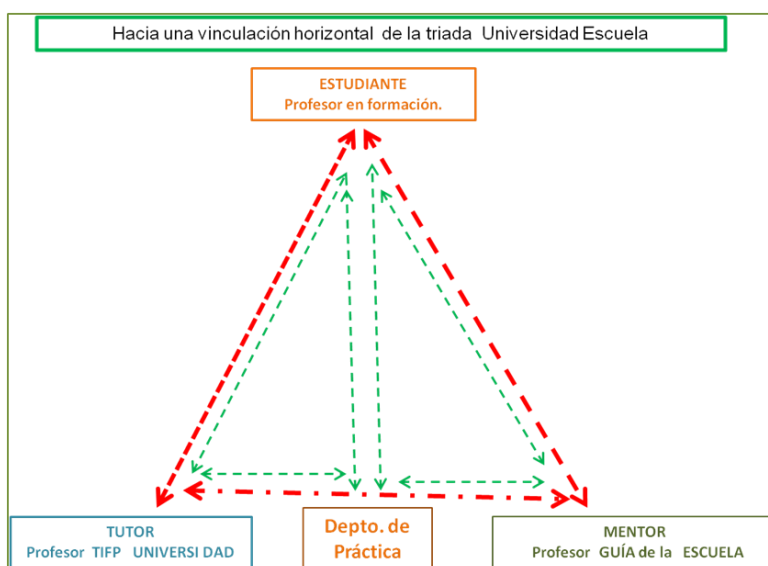 Hacia una vinculación horizontal de la triada Universidad Escuela
ESTUDIANTE
Profesor en formación.
TUTOR
Profesor TIFP UNIVERSI DAD
Depto. de
Práctica
MENTOR
Profesor GUÍA de la ESCUELA